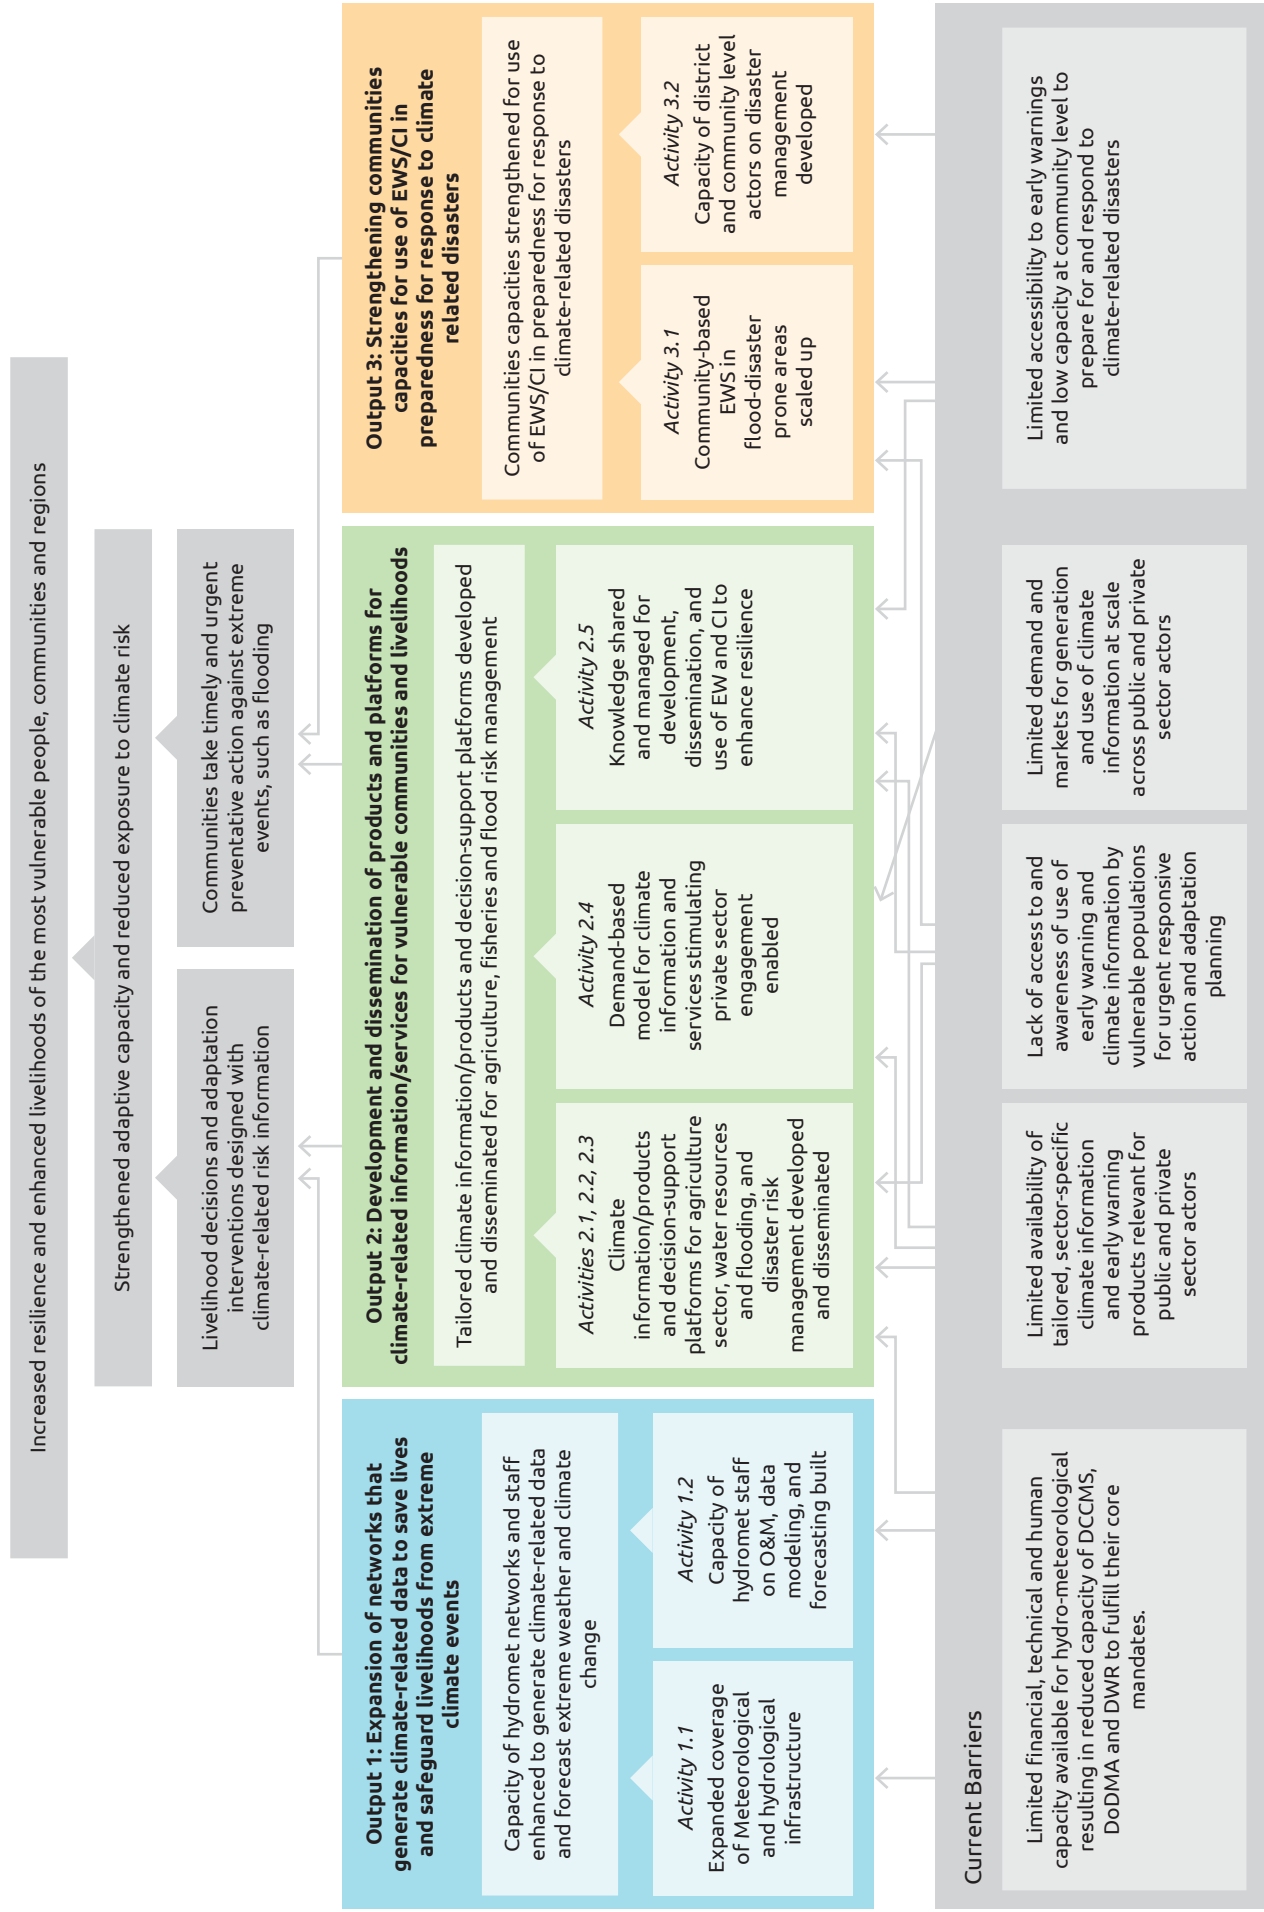 Increased resilience and enhanced livelihoods of the most vulnerable people, communities and regions
Strengthened adaptive capacity and reduced exposure to climate risk
Livelihood decisions and adaptation
interventions designed with
climate-related risk information
Communities take timely and urgent
preventative action against extreme
events, such as flooding
Output 1: Expansion of networks that
generate climate-related data to save lives
and safeguard livelihoods from extreme
climate events
Capacity of hydromet networks and staff
enhanced to generate climate-related data
and forecast extreme weather and climate
change
Activity 1.1
Expanded coverage
of Meteorological
and hydrological
infrastructure
Activity 1.2
Capacity of
hydromet staff
on O&M, data
modeling, and
forecasting built
Output 2: Development and dissemination of products and platforms for
climate-related information/services for vulnerable communities and livelihoods
Tailored climate information/products and decision-support platforms developed
and disseminated for agriculture, fisheries and flood risk management
Activities 2.1, 2.2, 2.3
Climate
information/products
and decision-support
platforms for agriculture
sector, water resources
and flooding, and
disaster risk
management developed
and disseminated
Activity 2.4
Demand-based
model for climate
information and
services stimulating
private sector
engagement
enabled
Activity 2.5
Knowledge shared
and managed for
development,
dissemination, and
use of EW and CI to
enhance resilience
Output 3: Strengthening communities
capacities for use of EWS/CI in
preparedness for response to climate
related disasters
Communities capacities strengthened for use
of EWS/CI in preparedness for response to
climate-related disasters
Activity 3.1
Community-based
EWS in
flood-disaster
prone areas
scaled up
Activity 3.2
Capacity of district
and community level
actors on disaster
management
developed
Current Barriers
Limited financial, technical and human
capacity available for hydro-meteorological
resulting in reduced capacity of DCCMS,
DoDMA and DWR to fulfill their core
mandates.
Limited availability of
tailored, sector-specific
climate information
and early warning
products relevant for
public and private
sector actors
Lack of access to and
awareness of use of
early warning and
climate information by
vulnerable populations
for urgent responsive
action and adaptation
planning
Limited demand and
markets for generation
and use of climate
information at scale
across public and private
sector actors
Limited accessibility to early warnings
and low capacity at community level to
prepare for and respond to
climate-related disasters